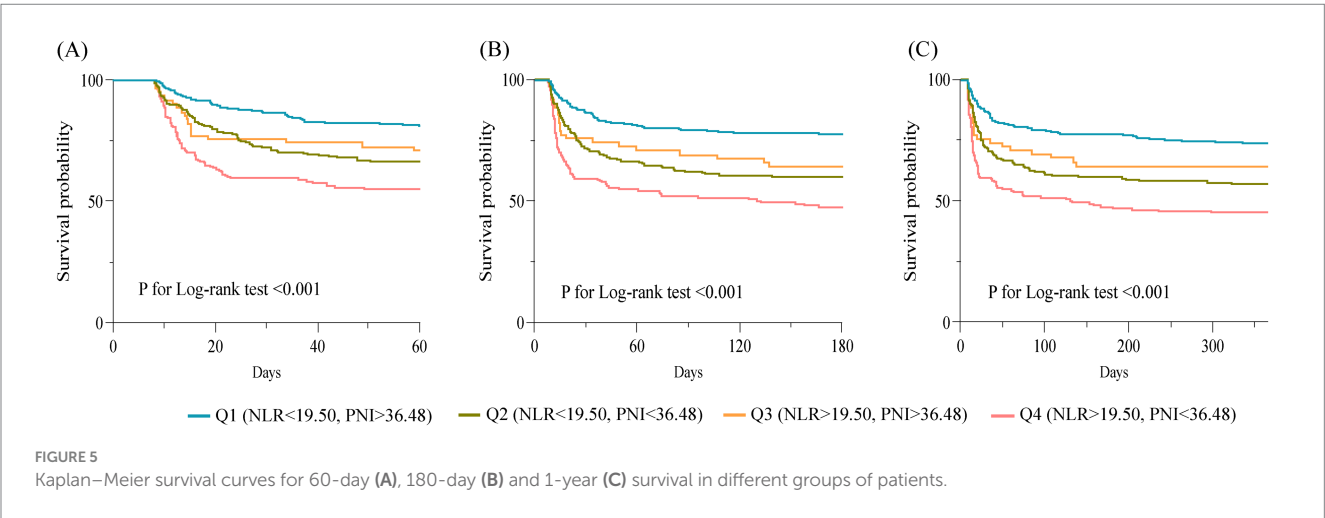 (A)
100
50
0
Survival probability
P for Log-rank test <0.001
0 20 40 60
Days
(B)
100
50
0
Survival probability
P for Log-rank test <0.001
0 60 120 180
Days
(C)
100
50
0
Survival probability
P for Log-rank test <0.001
0 100 200 300
Days
Q1 (NLR<19.50, PNI>36.48) Q2 (NLR<19.50, PNI<36.48) Q3 (NLR>19.50, PNI>36.48) Q4 (NLR>19.50, PNI<36.48)
FIGURE 5
Kaplan–Meier survival curves for 60-day (A), 180-day (B) and 1-year (C) survival in different groups of patients.